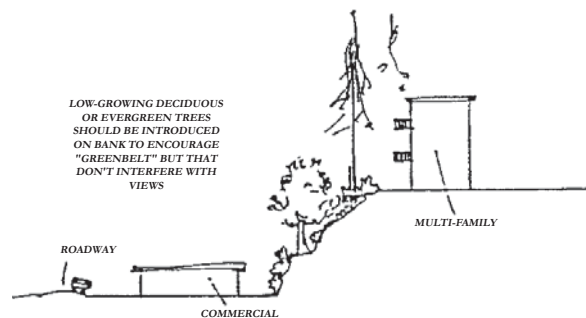 LOW-GROWING DECIDUOUS
OR EVERGREEN TREES
SHOULD BE INTRODUCED
ON BANK TO ENCOURAGE
"GREENBELT" BUT THAT
DON'T INTERFERE WITH
VIEWS
MULTI-FAMILY
ROADWAY
COMMERCIAL